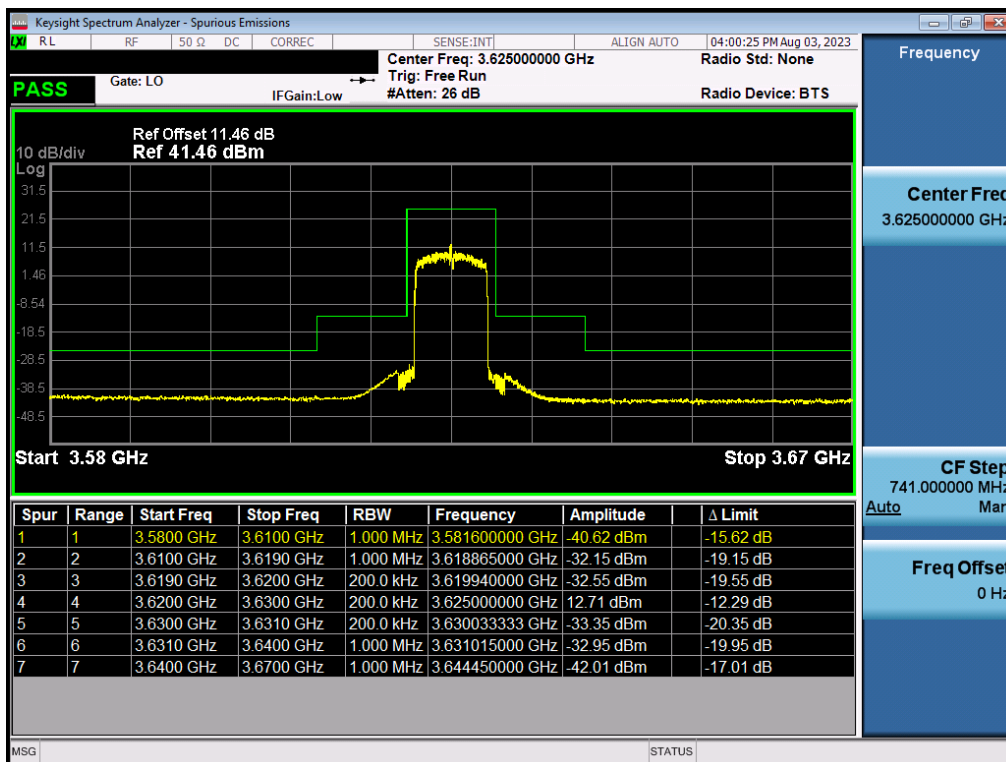 Keysight Spectrum Analyzer - Spurious Emissions
LXI RL RF 50 Ω DC CORREC SENSE:INT ALIGN AUTO 04:00:25 PM Aug 03, 2023
Center Freq: 3.625000000 GHz Radio Std: None
Gate: LO Trig: Free Run
PASS IFGain:Low #Atten: 26 dB Radio Device: BTS
Ref Offset 11.46 dB
10 dB/div Ref 41.46 dBm
Log
31.5
21.5
11.5
1.46
-8.54
-18.5
-28.5
-38.5
-48.5
Start 3.58 GHz Stop 3.67 GHz
Spur Range Start Freq Stop Freq RBW Frequency Amplitude Δ Limit
1 1 3.5800 GHz 3.6100 GHz 1.000 MHz 3.581600000 GHz -40.62 dBm -15.62 dB
2 2 3.6100 GHz 3.6190 GHz 1.000 MHz 3.618865000 GHz -32.15 dBm -19.15 dB
3 3 3.6190 GHz 3.6200 GHz 200.0 kHz 3.619940000 GHz -32.55 dBm -19.55 dB
4 4 3.6200 GHz 3.6300 GHz 200.0 kHz 3.625000000 GHz 12.71 dBm -12.29 dB
5 5 3.6300 GHz 3.6310 GHz 200.0 kHz 3.630033333 GHz -33.35 dBm -20.35 dB
6 6 3.6310 GHz 3.6400 GHz 1.000 MHz 3.631015000 GHz -32.95 dBm -19.95 dB
7 7 3.6400 GHz 3.6700 GHz 1.000 MHz 3.644450000 GHz -42.01 dBm -17.01 dB
MSG STATUS
Frequency
Center Freq
3.625000000 GHz
CF Step
741.000000 MHz
Auto Man
Freq Offset
0 Hz